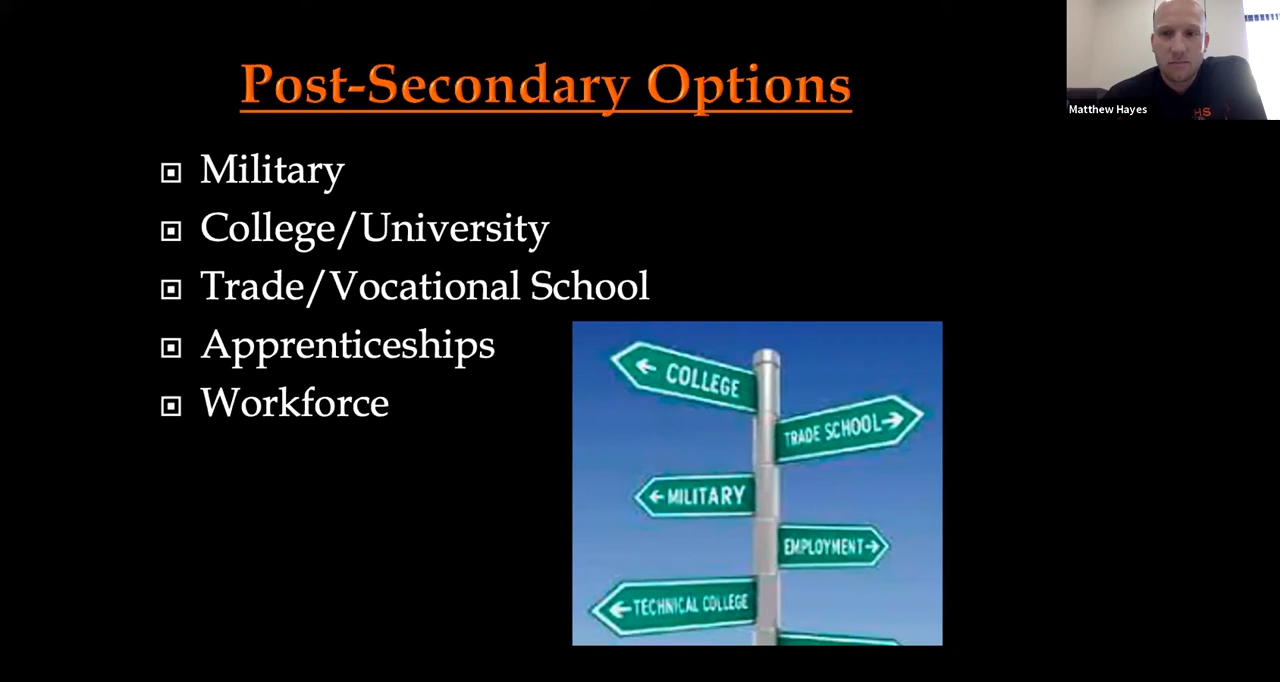 Post-Secondary Options
Military
College/University
Trade/Vocational School
Apprenticeships
Workforce
← COLLEGE
TRADE SCHOOL →
← MILITARY
EMPLOYMENT →
← TECHNICAL COLLEGE
Matthew Hayes
HS